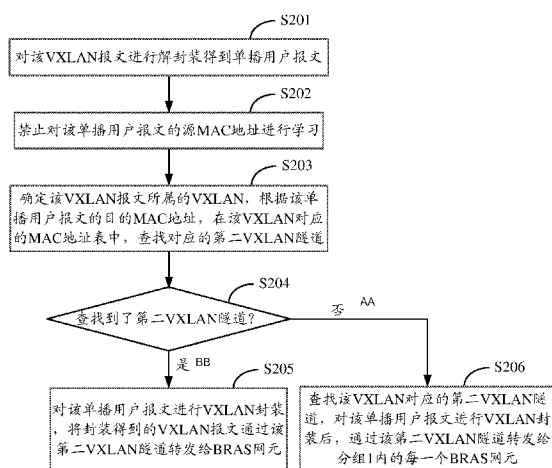 S201
对该VXLAN报文进行解封装得到单播用户报文
S202
禁止对该单播用户报文的源MAC地址进行学习
S203
确定该VXLAN报文所属的VXLAN，根据该单
播用户报文的目的MAC地址，在该VXLAN对应
的MAC地址表中，查找对应的第二VXLAN隧道
S204
查找到了第二VXLAN隧道？
否 AA
是 BB
S205
对该单播用户报文进行VXLAN封装
，将封装得到的VXLAN报文通过该
第二VXLAN隧道转发给BRAS网元
S206
查找该VXLAN对应的第二VXLAN隧
道，对该单播用户报文进行VXLAN封
装后，通过该第二VXLAN隧道转发给
分组1内的每一个BRAS网元